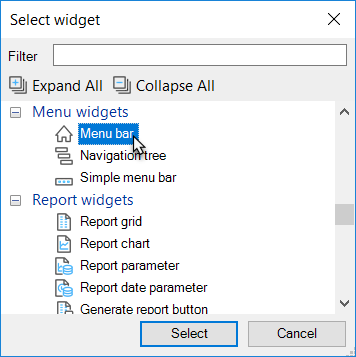 Select widget
Filter
Expand All Collapse All
Menu widgets
Menu bar
Navigation tree
Simple menu bar
Report widgets
Report grid
Report chart
Report parameter
Report date parameter
Generate report button
Select Cancel